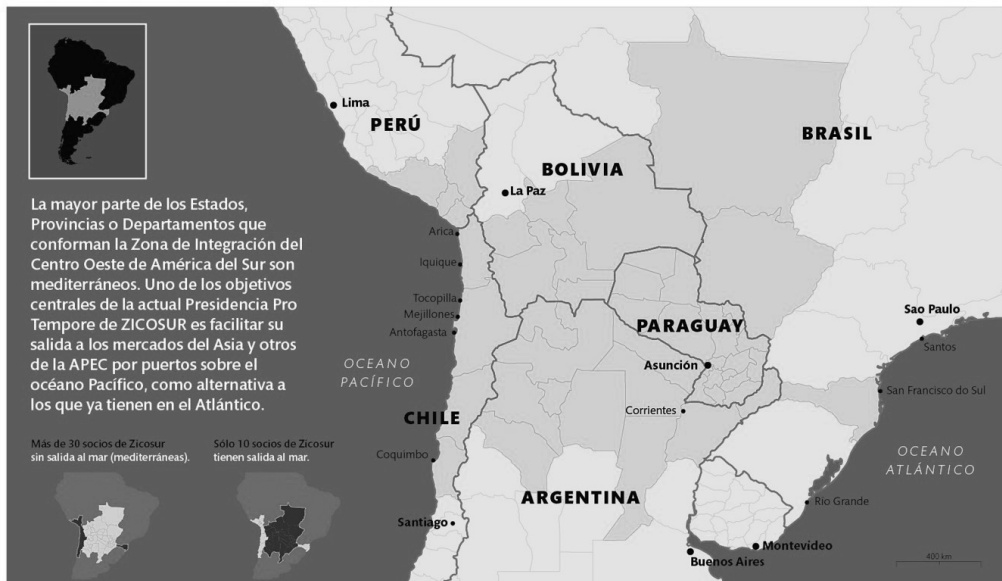 Lima
PERÚ
BRASIL
BOLIVIA
La Paz
La mayor parte de los Estados,
Provincias o Departamentos que
conforman la Zona de Integración del
Centro Oeste de América del Sur son
mediterráneos. Uno de los objetivos
centrales de la actual Presidencia Pro
Tempore de ZICOSUR es facilitar su
salida a los mercados del Asia y otros
de la APEC por puertos sobre el
océano Pacífico, como alternativa a
los que ya tienen en el Atlántico.
Arica
Iquique
Tocopilla
Mejillones
Antofagasta
PARAGUAY
Sao Paulo
Santos
OCEANO
PACÍFICO
Asunción
San Francisco do Sul
CHILE
Corrientes
Más de 30 socios de Zicosur
sin salida al mar (mediterráneas).
Sólo 10 socios de Zicosur
tienen salida al mar.
Coquimbo
OCEANO
ATLÁNTICO
ARGENTINA
Rio Grande
Santiago
Montevídeo
Buenos Aires
400 km